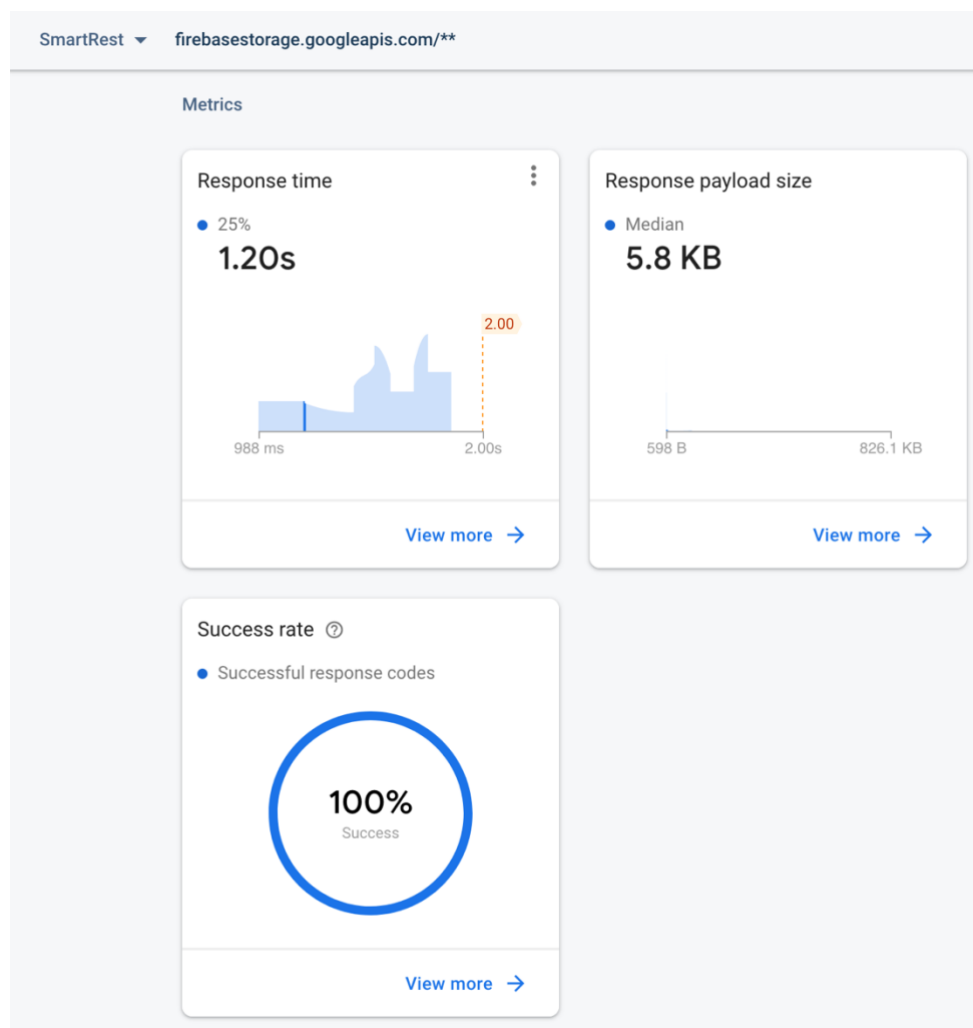 SmartRest firebasestorage.googleapis.com/**
Metrics
Response time
25%
1.20s
2.00
988 ms 2.00s
View more
Response payload size
Median
5.8 KB
598 B 826.1 KB
View more
Success rate
Successful response codes
100%
Success
View more